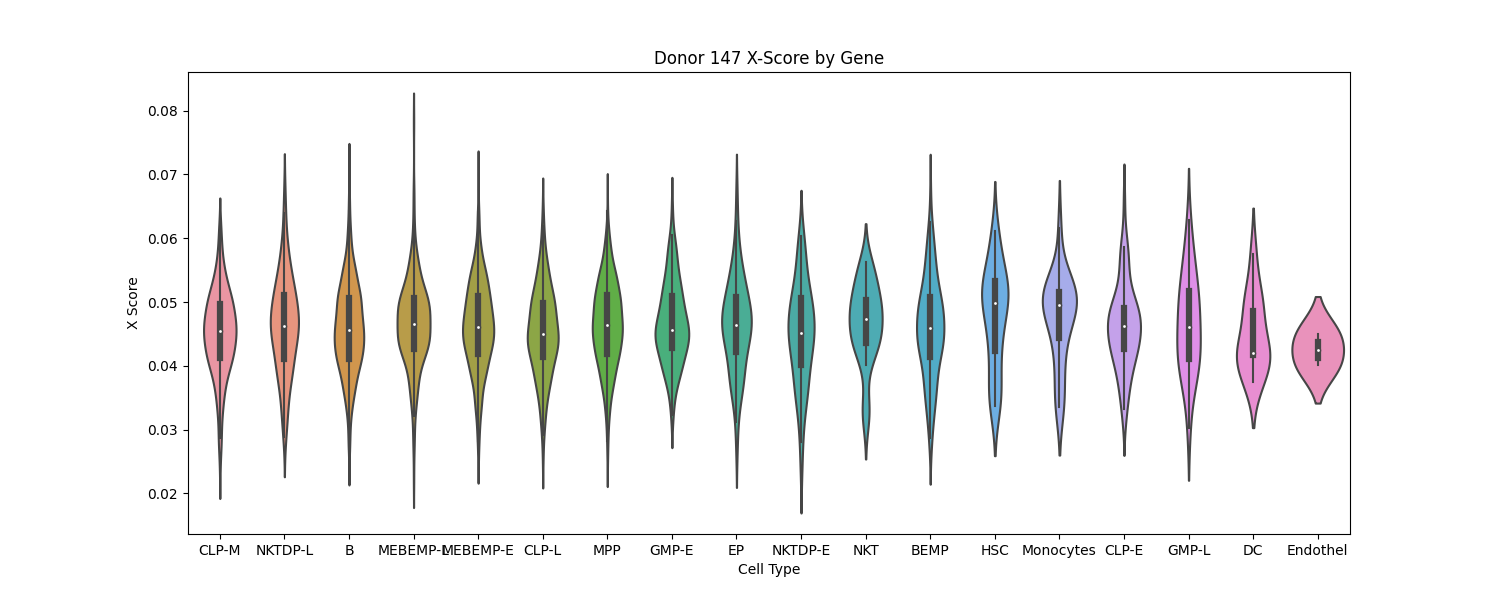 Donor 147 X-Score by Gene
X Score
0.08
0.07
0.06
0.05
0.04
0.03
0.02
CLP-M NKTDP-L B MEBEMP-L MEBEMP-E CLP-L MPP GMP-E EP NKTDP-E NKT BEMP HSC Monocytes CLP-E GMP-L DC Endothel
Cell Type